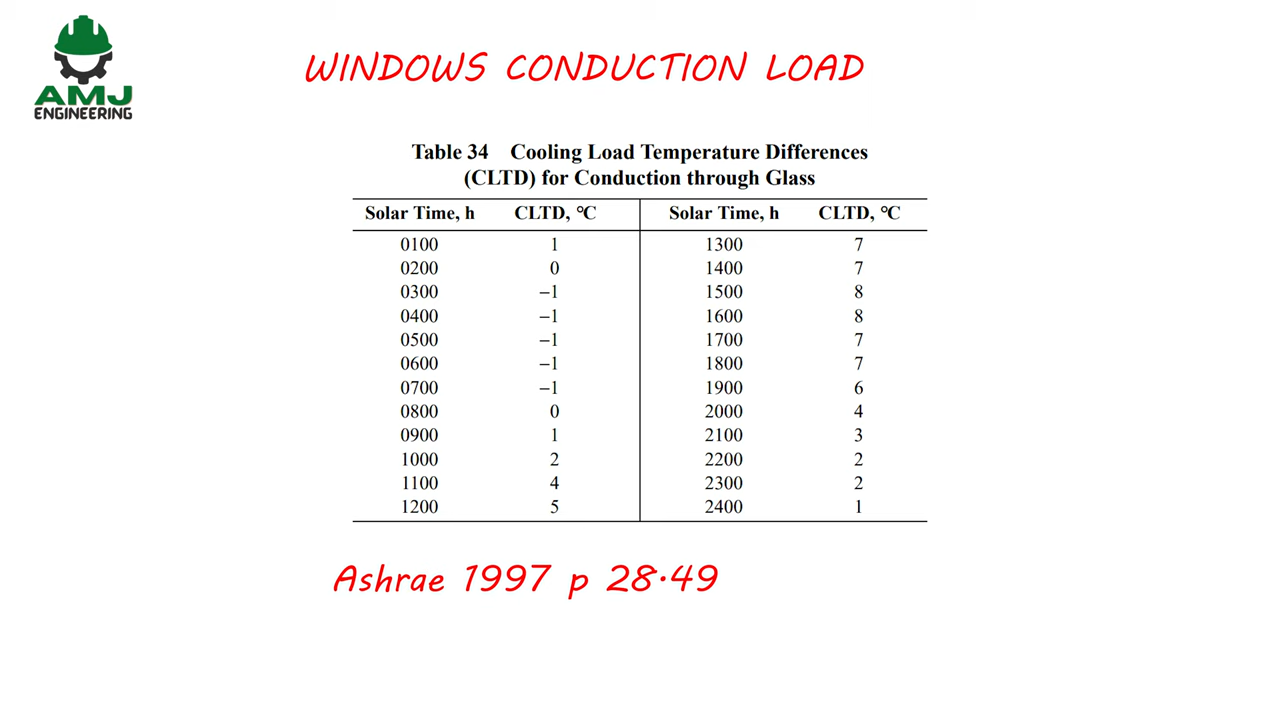 AMJ
ENGINEERING
WINDOWS CONDUCTION LOAD
Table 34 Cooling Load Temperature Differences
(CLTD) for Conduction through Glass
Solar Time, h CLTD, °C Solar Time, h CLTD, °C
0100 1 1300 7
0200 0 1400 7
0300 −1 1500 8
0400 −1 1600 8
0500 −1 1700 7
0600 −1 1800 7
0700 −1 1900 6
0800 0 2000 4
0900 1 2100 3
1000 2 2200 2
1100 4 2300 2
1200 5 2400 1
Ashrae 1997 p 28.49